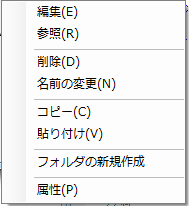 編集(E)
参照(R)
削除(D)
名前の変更(N)
コピー(C)
貼り付け(V)
フォルダの新規作成
属性(P)